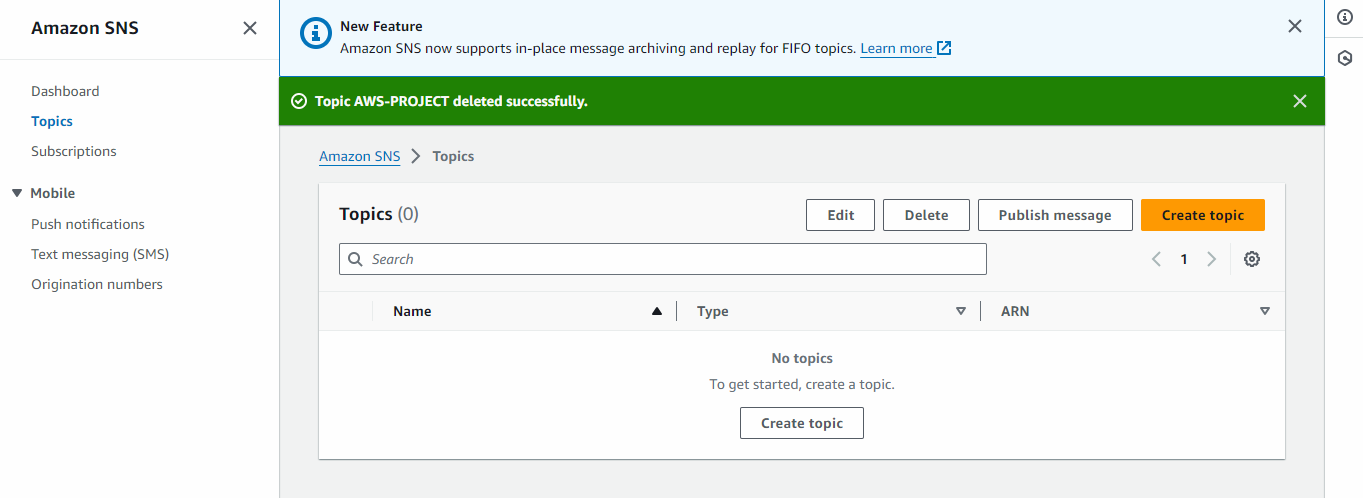 Amazon SNS
Dashboard
Topics
Subscriptions
Mobile
Push notifications
Text messaging (SMS)
Origination numbers
New Feature
Amazon SNS now supports in-place message archiving and replay for FIFO topics. Learn more
Topic AWS-PROJECT deleted successfully.
Amazon SNS Topics
Topics (0) Edit Delete Publish message Create topic
Search 1
Name Type ARN
No topics
To get started, create a topic.
Create topic